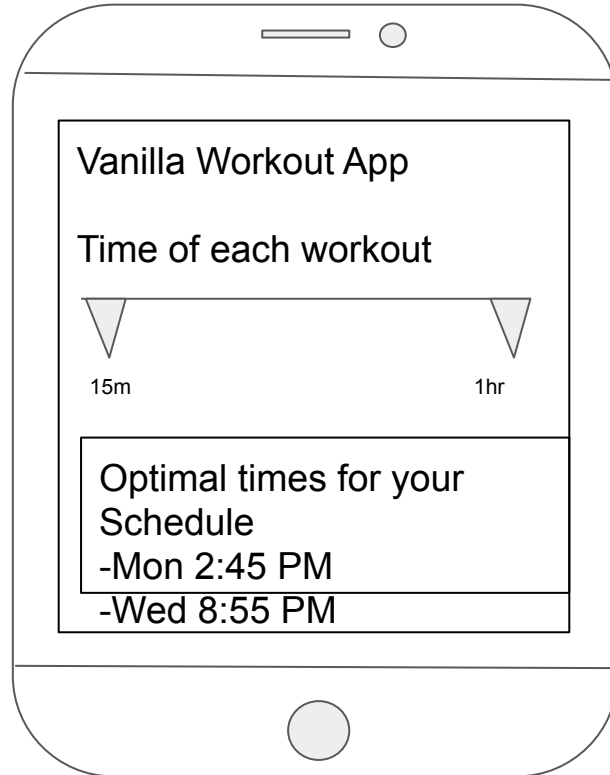 Vanilla Workout App
Time of each workout
15m 1hr
Optimal times for your
Schedule
-Mon 2:45 PM
-Wed 8:55 PM